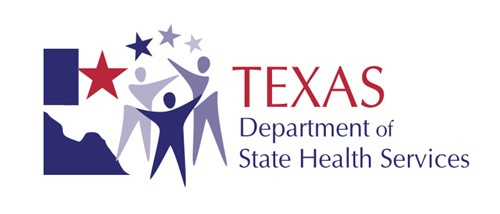 TEXAS
Department of
State Health Services